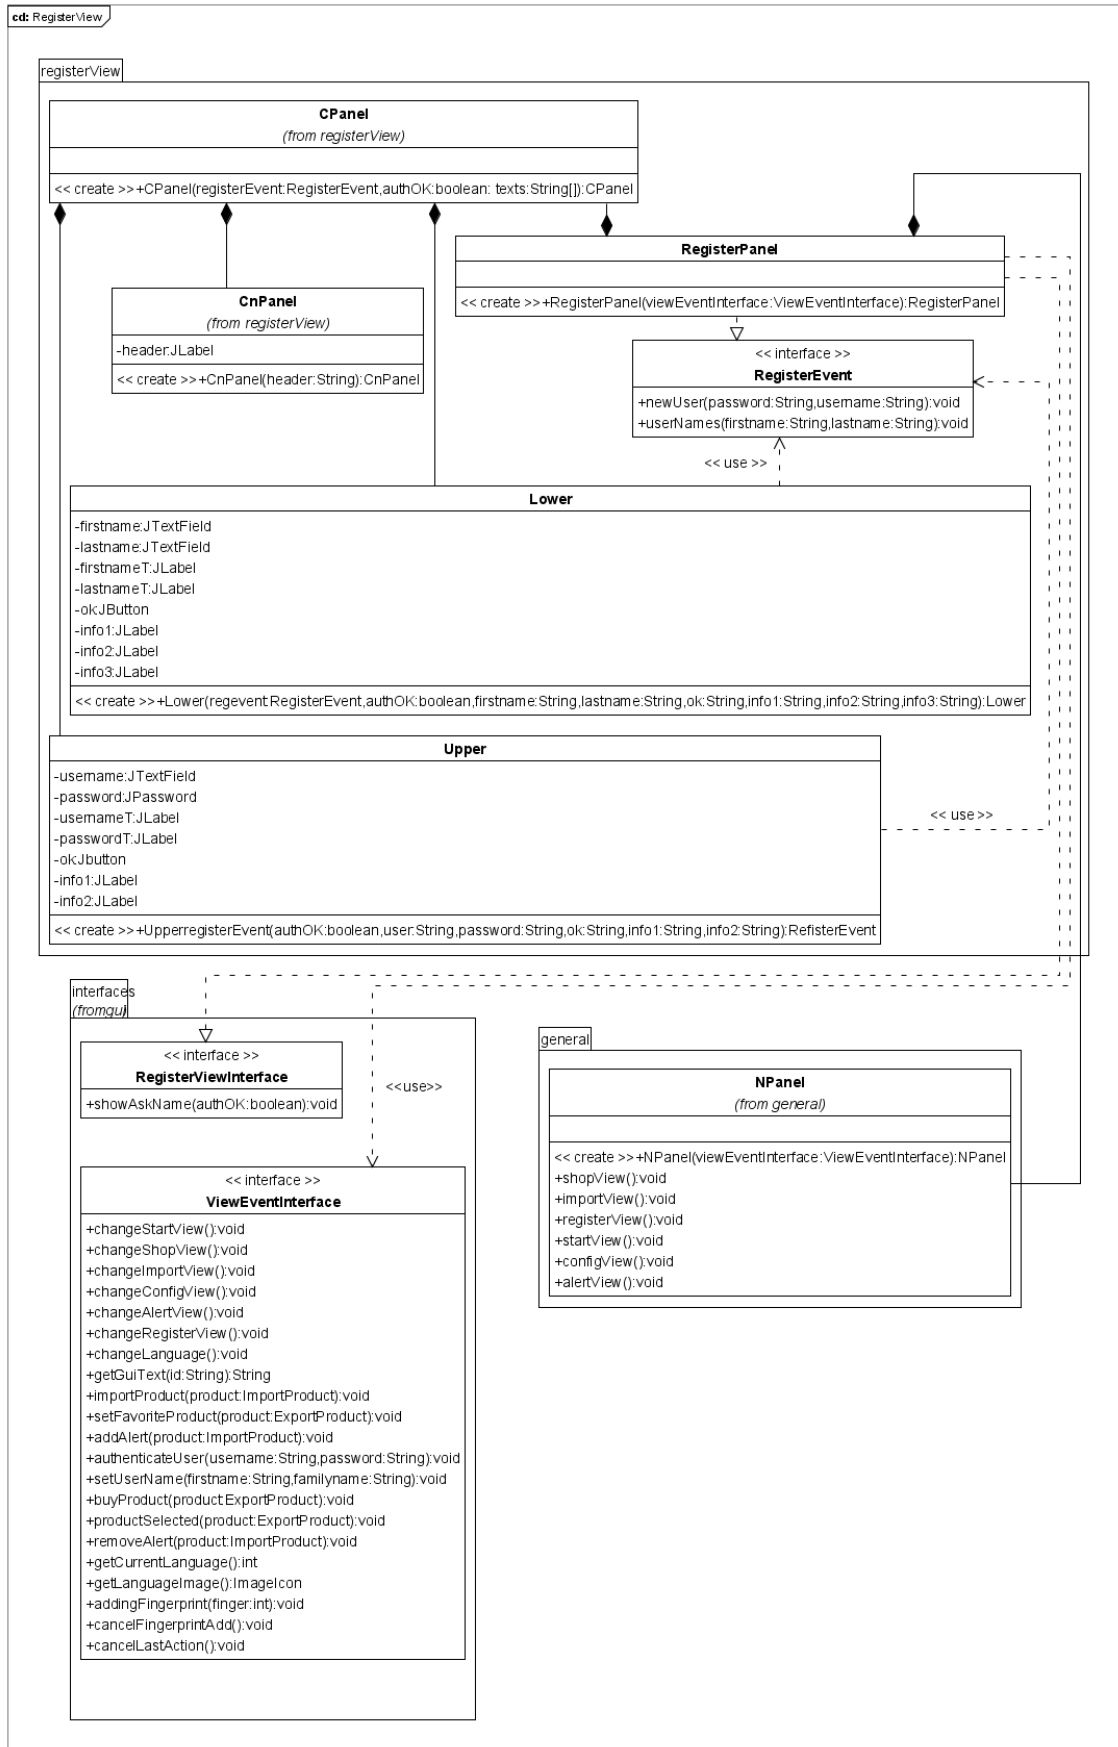 cd: RegisterView
registerView
CPanel
(from registerView)
<< create >>+CPanel(registerEvent:RegisterEvent,authOK:boolean: texts:String[]):CPanel
RegisterPanel
<< create >>+RegisterPanel(viewEventInterface:ViewEventInterface):RegisterPanel
CnPanel
(from registerView)
-header:JLabel
<< create >>+CnPanel(header:String):CnPanel
<< interface >>
RegisterEvent
+newUser(password:String,username:String):void
+userNames(firstname:String,lastname:String):void
<< use >>
Lower
-firstname:JTextField
-lastname:JTextField
-firstnameT:JLabel
-lastnameT:JLabel
-ok:JButton
-info1:JLabel
-info2:JLabel
-info3:JLabel
<< create >>+Lower(regevent:RegisterEvent,authOK:boolean,firstname:String,lastname:String,ok:String,info1:String,info2:String,info3:String):Lower
Upper
-username:JTextField
-password:JPassword
-usernameT:JLabel
-passwordT:JLabel
-ok:Jbutton
-info1:JLabel
-info2:JLabel
<< create >>+UpperregisterEvent(authOK:boolean,user:String,password:String,ok:String,info1:String,info2:String):RefisterEvent
<< use >>
interfaces
(fromgui)
<< interface >>
RegisterViewInterface
+showAskName(authOK:boolean):void
<<use>>
<< interface >>
ViewEventInterface
+changeStartView():void
+changeShopView():void
+changeImportView():void
+changeConfigView():void
+changeAlertView():void
+changeRegisterView():void
+changeLanguage():void
+getGuiText(id:String):String
+importProduct(product:ImportProduct):void
+setFavoriteProduct(product:ExportProduct):void
+addAlert(product:ImportProduct):void
+authenticateUser(username:String,password:String):void
+setUserName(firstname:String,familyname:String):void
+buyProduct(product:ExportProduct):void
+productSelected(product:ExportProduct):void
+removeAlert(product:ImportProduct):void
+getCurrentLanguage():int
+getLanguageImage():ImageIcon
+addingFingerprint(finger:int):void
+cancelFingerprintAdd():void
+cancelLastAction():void
general
NPanel
(from general)
<< create >>+NPanel(viewEventInterface:ViewEventInterface):NPanel
+shopView():void
+importView():void
+registerView():void
+startView():void
+configView():void
+alertView():void